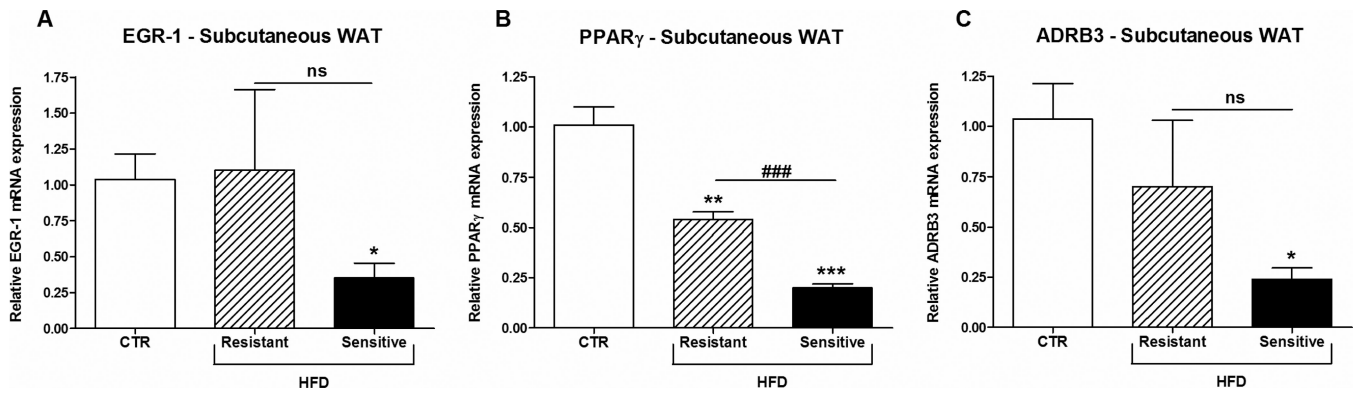 A
EGR-1 - Subcutaneous WAT
Relative EGR-1 mRNA expression
1.75
1.50
1.25
1.00
0.75
0.50
0.25
0.00
ns
*
CTR
Resistant
Sensitive
HFD
B
PPARγ - Subcutaneous WAT
Relative PPARγ mRNA expression
1.25
1.00
0.75
0.50
0.25
0.00
###
**
***
CTR
Resistant
Sensitive
HFD
C
ADRB3 - Subcutaneous WAT
Relative ADRB3 mRNA expression
1.25
1.00
0.75
0.50
0.25
0.00
ns
*
CTR
Resistant
Sensitive
HFD